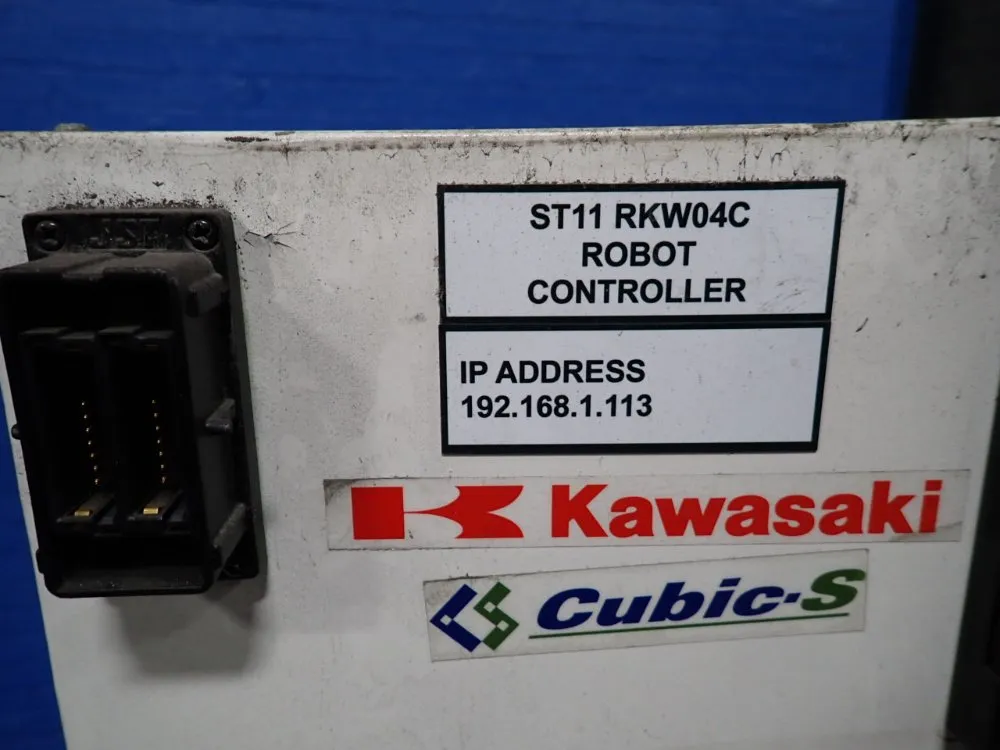 ST11 RKW04C
ROBOT
CONTROLLER
IP ADDRESS
192.168.1.113
Kawasaki
Cubic-S